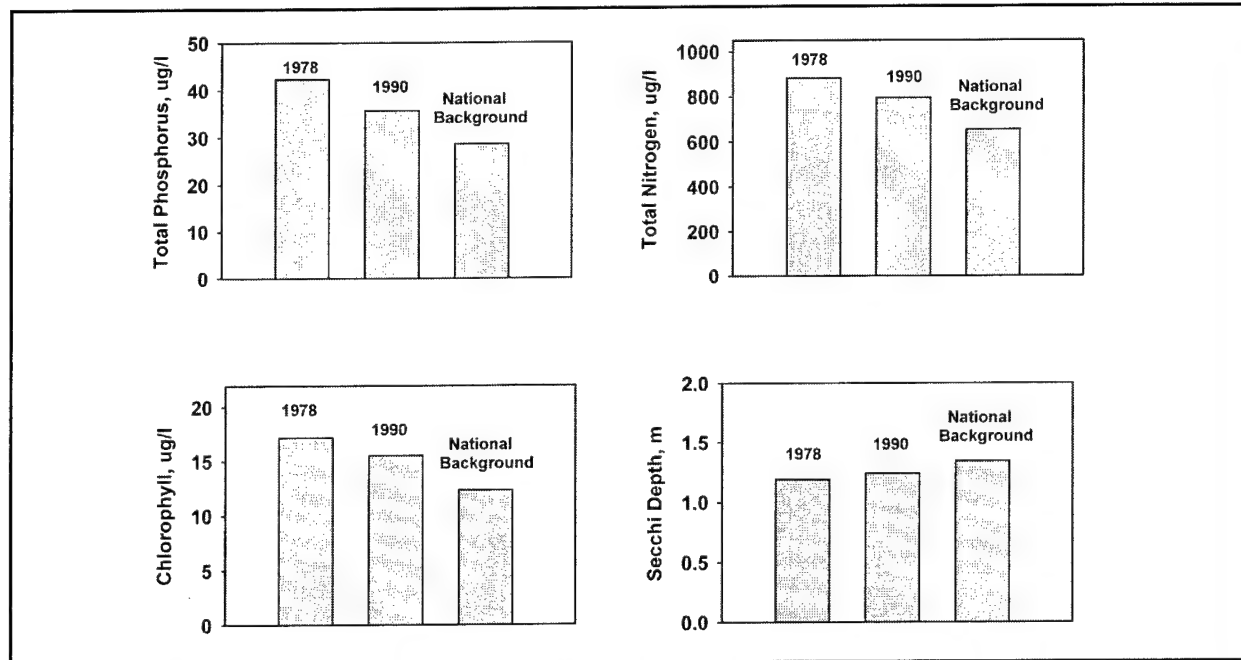 Total Phosphorus, ug/l
50
40
30
20
10
0
1978
1990
National
Background
Total Nitrogen, ug/l
1000
800
600
400
200
0
1978
1990
National
Background
Chlorophyll, ug/l
20
15
10
5
0
1978
1990
National
Background
Secchi Depth, m
2.0
1.5
1.0
0.5
0.0
1978
1990
National
Background